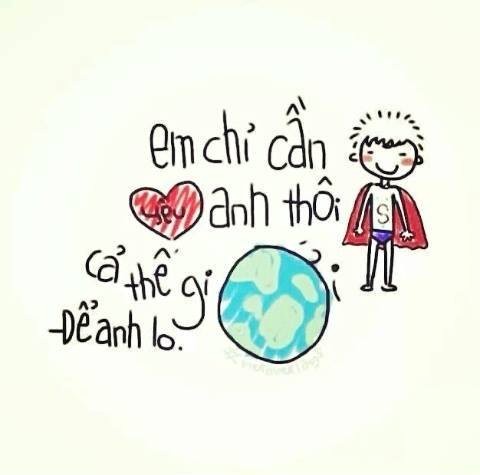 em chỉ cần
yêu anh thôi
cả thế giới
Để anh lo.
S